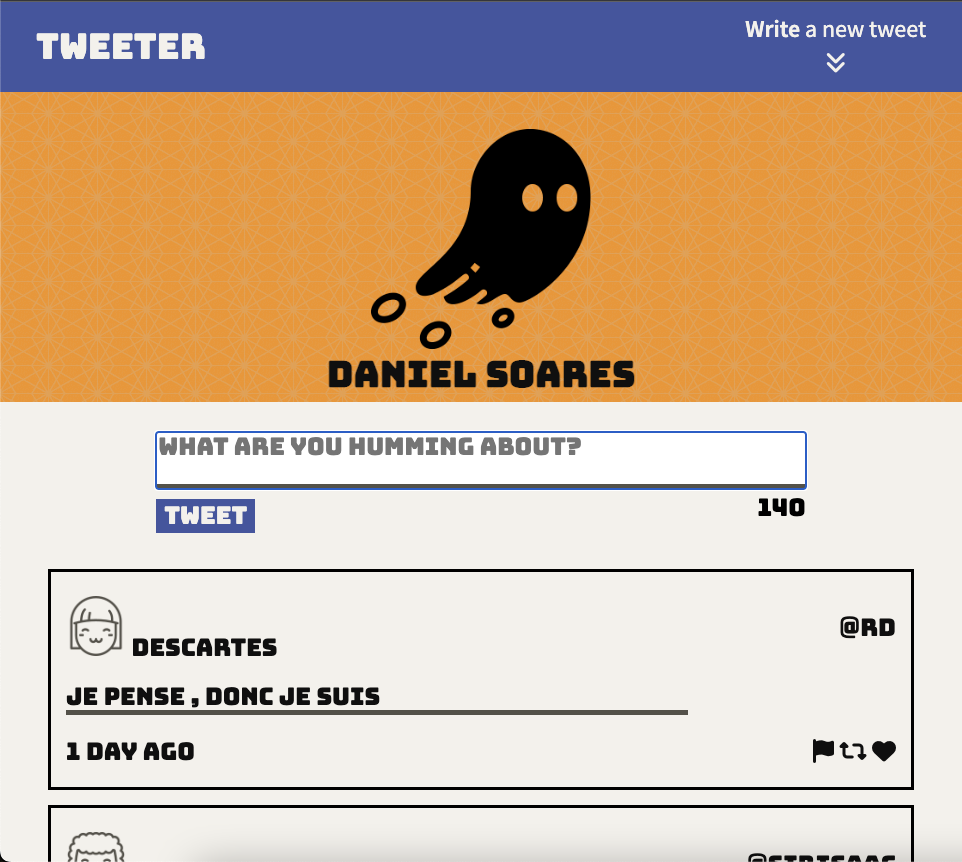 TWEETER
Write a new tweet
DANIEL SOARES
WHAT ARE YOU HUMMING ABOUT?
TWEET
140
DESCARTES
@RD
JE PENSE , DONC JE SUIS
1 DAY AGO